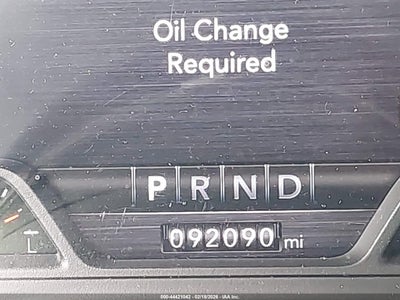 Oil Change
Required
P R N D
092090 mi
000-44421042 - 02/18/2026 - IAA Inc.